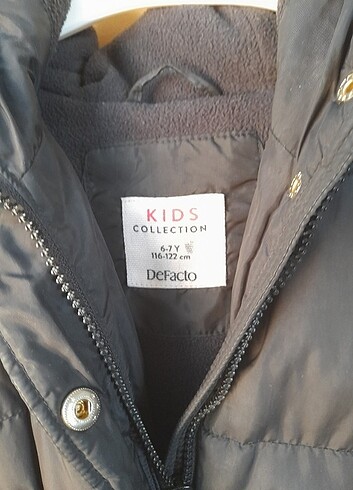 KIDS
COLLECTION
6-7 Y
116-122 cm
DeFacto